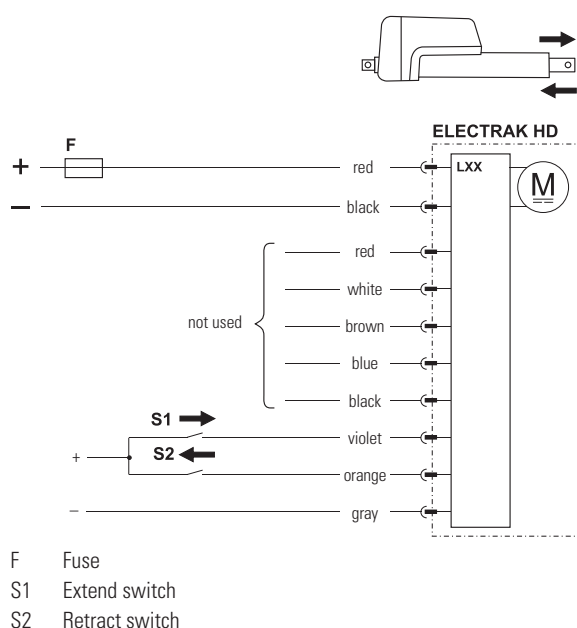 ELECTRAK HD
F
+ red LXX
M
− black
red
white
not used brown
blue
black
S1 violet
+ S2
orange
− gray
F Fuse
S1 Extend switch
S2 Retract switch